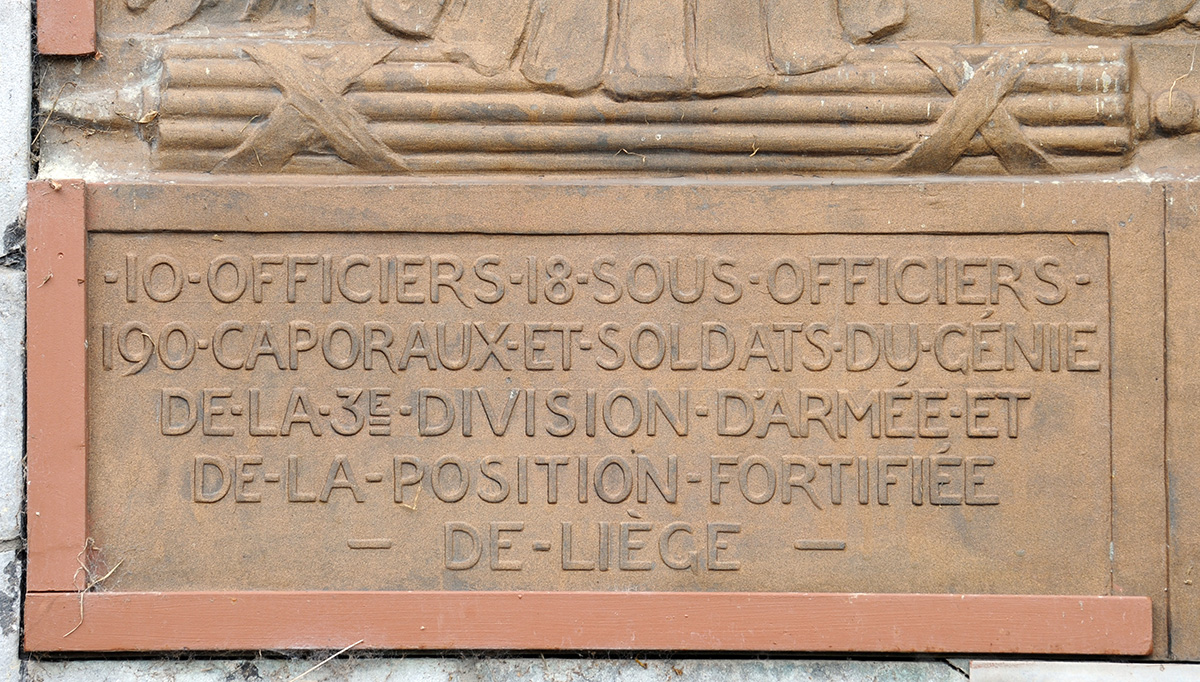 ·10·OFFICIERS·18·SOUS·OFFICIERS-
190·CAPORAUX·ET·SOLDATS·DU·GÉNIE
DE·LA·3E·DIVISION·D'ARMÉE·ET
DE·LA·POSITION·FORTIFIÉE
— DE-LIÈGE —